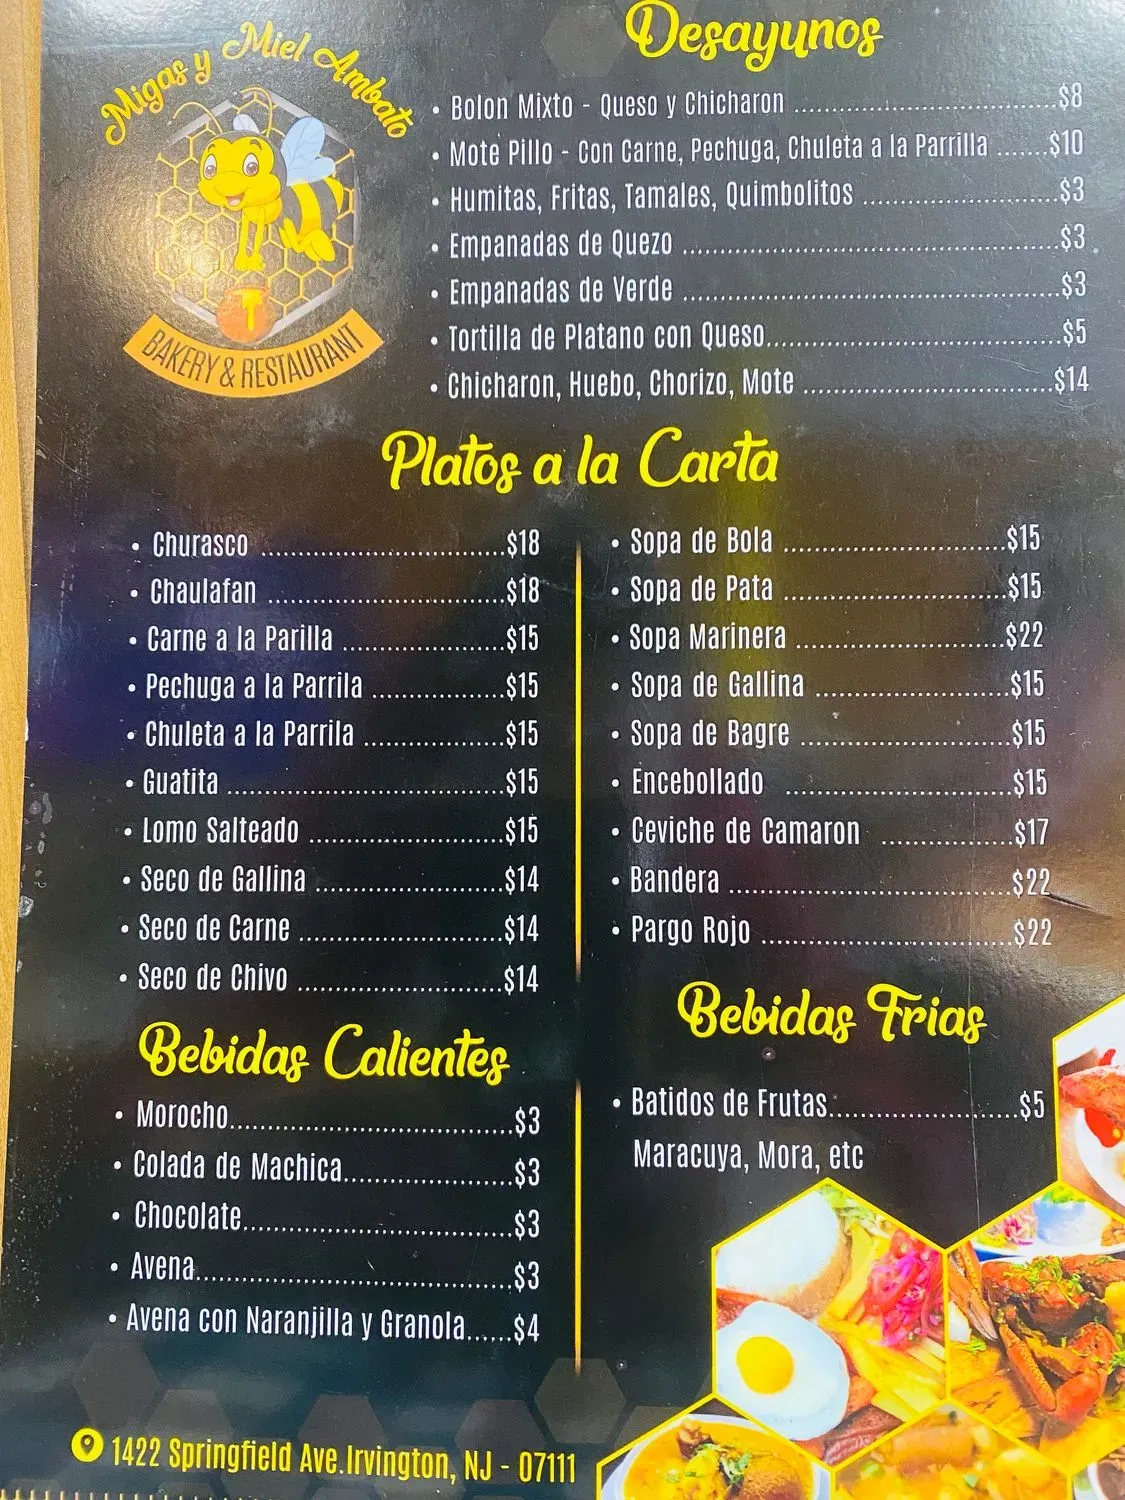 Migas y Miel Ambato
BAKERY & RESTAURANT
Desayunos
• Bolon Mixto - Queso y Chicharon ........ $8
• Mote Pillo - Con Carne, Pechuga, Chuleta a la Parrilla ........ $10
• Humitas, Fritas, Tamales, Quimbolitos ........ $3
• Empanadas de Quezo ........ $3
• Empanadas de Verde ........ $3
• Tortilla de Platano con Queso ........ $5
• Chicharon, Huebo, Chorizo, Mote ........ $14
Platos a la Carta
• Churasco ........ $18
• Chaulafan ........ $18
• Carne a la Parilla ........ $15
• Pechuga a la Parrila ........ $15
• Chuleta a la Parrila ........ $15
• Guatita ........ $15
• Lomo Salteado ........ $15
• Seco de Gallina ........ $14
• Seco de Carne ........ $14
• Seco de Chivo ........ $14
• Sopa de Bola ........ $15
• Sopa de Pata ........ $15
• Sopa Marinera ........ $22
• Sopa de Gallina ........ $15
• Sopa de Bagre ........ $15
• Encebollado ........ $15
• Ceviche de Camaron ........ $17
• Bandera ........ $22
• Pargo Rojo ........ $22
Bebidas Calientes
• Morocho ........ $3
• Colada de Machica ........ $3
• Chocolate ........ $3
• Avena ........ $3
• Avena con Naranjilla y Granola ...... $4
Bebidas Frias
• Batidos de Frutas ........ $5
Maracuya, Mora, etc
1422 Springfield Ave.Irvington, NJ - 07111